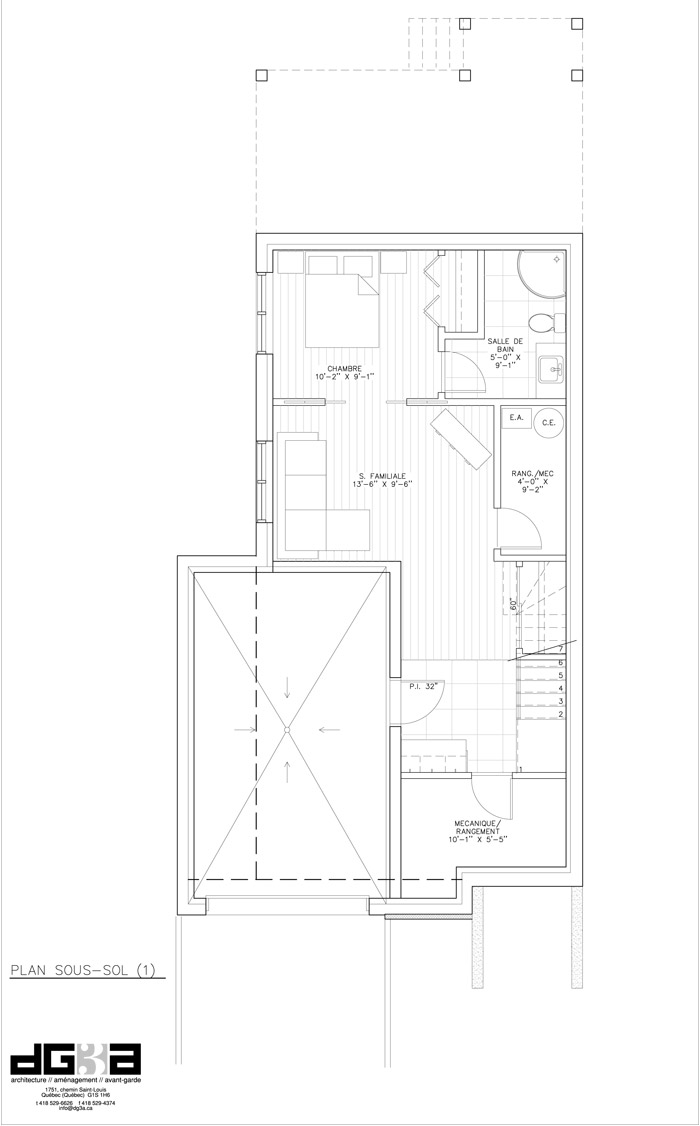 SALLE DE
BAIN
5'-0" X
9'-1"
CHAMBRE
10'-2" X 9'-1"
E.A.
C.E.
S. FAMILIALE
13'-6" X 9'-6"
RANG./MEC
4'-0" X
9'-2"
60"
7
6
5
4
3
2
1
P.I. 32"
MECANIQUE/
RANGEMENT
10'-1" X 5'-5"
PLAN SOUS-SOL (1)
dG3a
architecture // aménagement // avant-garde
1751, chemin Saint-Louis
Québec (Québec) G1S 1H6
t 418 529-6626 f 418 529-4374
info@dg3a.ca